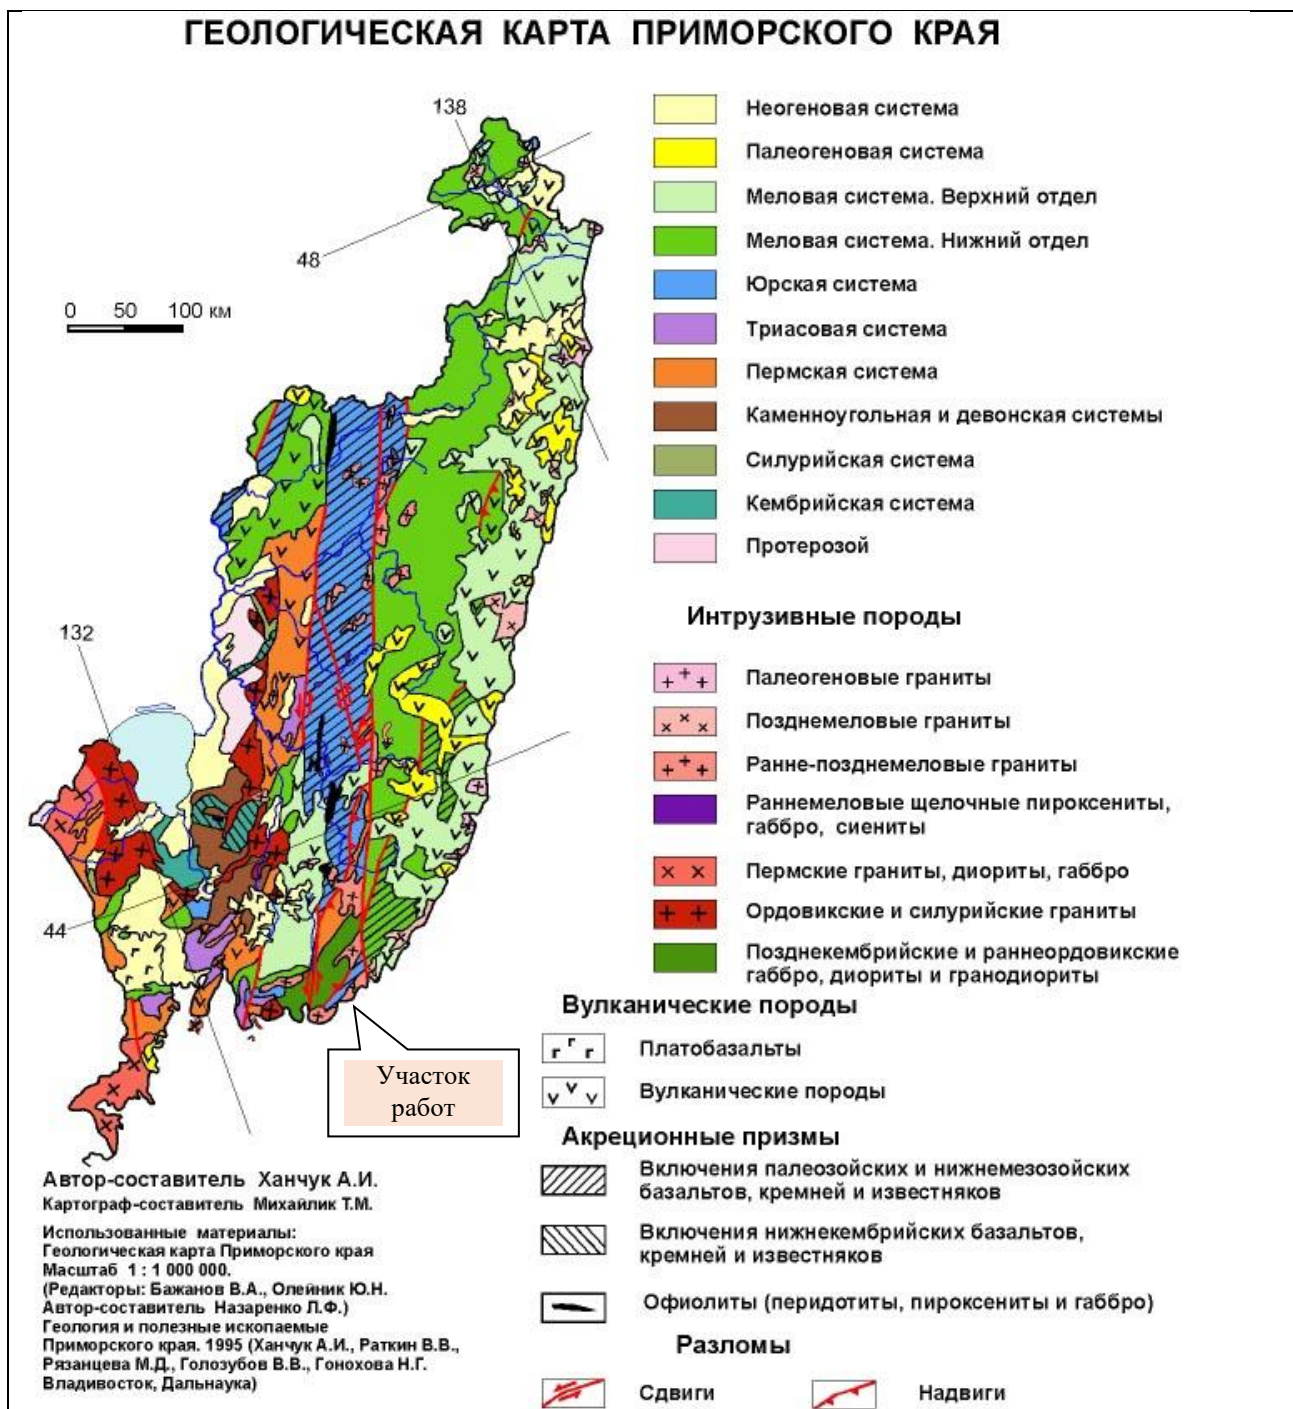 ГЕОЛОГИЧЕСКАЯ КАРТА ПРИМОРСКОГО КРАЯ
138
48
0 50 100 км
132
44
Участок
работ
Неогеновая система
Палеогеновая система
Меловая система. Верхний отдел
Меловая система. Нижний отдел
Юрская система
Триасовая система
Пермская система
Каменноугольная и девонская системы
Силурийская система
Кембрийская система
Протерозой
Интрузивные породы
Палеогеновые граниты
Позднемеловые граниты
Ранне-позднемеловые граниты
Раннемеловые щелочные пироксениты,
габбро, сиениты
Пермские граниты, диориты, габбро
Ордовикские и силурийские граниты
Позднекембрийские и раннеордовикские
габбро, диориты и гранодиориты
Вулканические породы
Платобазальты
Вулканические породы
Акреционные призмы
Включения палеозойских и нижнемезозойских
базальтов, кремней и известняков
Включения нижнекембрийских базальтов,
кремней и известняков
Офиолиты (перидотиты, пироксениты и габбро)
Разломы
Сдвиги
Надвиги
Автор-составитель Ханчук А.И.
Картограф-составитель Михайлик Т.М.
Использованные материалы:
Геологическая карта Приморского края
Масштаб 1 : 1 000 000.
(Редакторы: Бажанов В.А., Олейник Ю.Н.
Автор-составитель Назаренко Л.Ф.)
Геология и полезные ископаемые
Приморского края. 1995 (Ханчук А.И., Раткин В.В.,
Рязанцева М.Д., Голозубов В.В., Гонохова Н.Г.
Владивосток, Дальнаука)